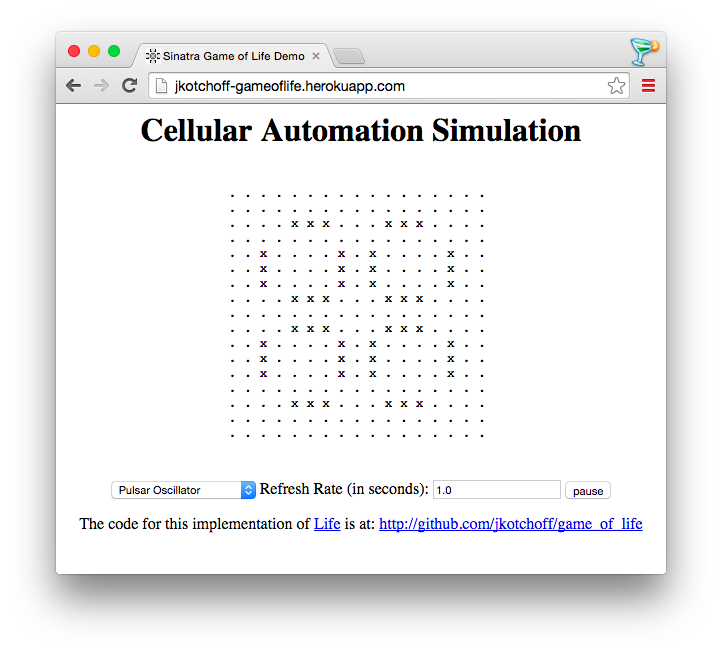 Sinatra Game of Life Demo
jkotchoff-gameoflife.herokuapp.com
Cellular Automation Simulation
. . . . . . . . . . . . . . . . .
. . . . . . . . . . . . . . . . .
. . . . x x x . . . x x x . . . .
. . . . . . . . . . . . . . . . .
. . x . . . . x . x . . . . x . .
. . x . . . . x . x . . . . x . .
. . x . . . . x . x . . . . x . .
. . . . x x x . . . x x x . . . .
. . . . . . . . . . . . . . . . .
. . . . x x x . . . x x x . . . .
. . x . . . . x . x . . . . x . .
. . x . . . . x . x . . . . x . .
. . x . . . . x . x . . . . x . .
. . . . . . . . . . . . . . . . .
. . . . x x x . . . x x x . . . .
. . . . . . . . . . . . . . . . .
. . . . . . . . . . . . . . . . .
Pulsar Oscillator Refresh Rate (in seconds): 1.0 pause
The code for this implementation of Life is at: http://github.com/jkotchoff/game_of_life